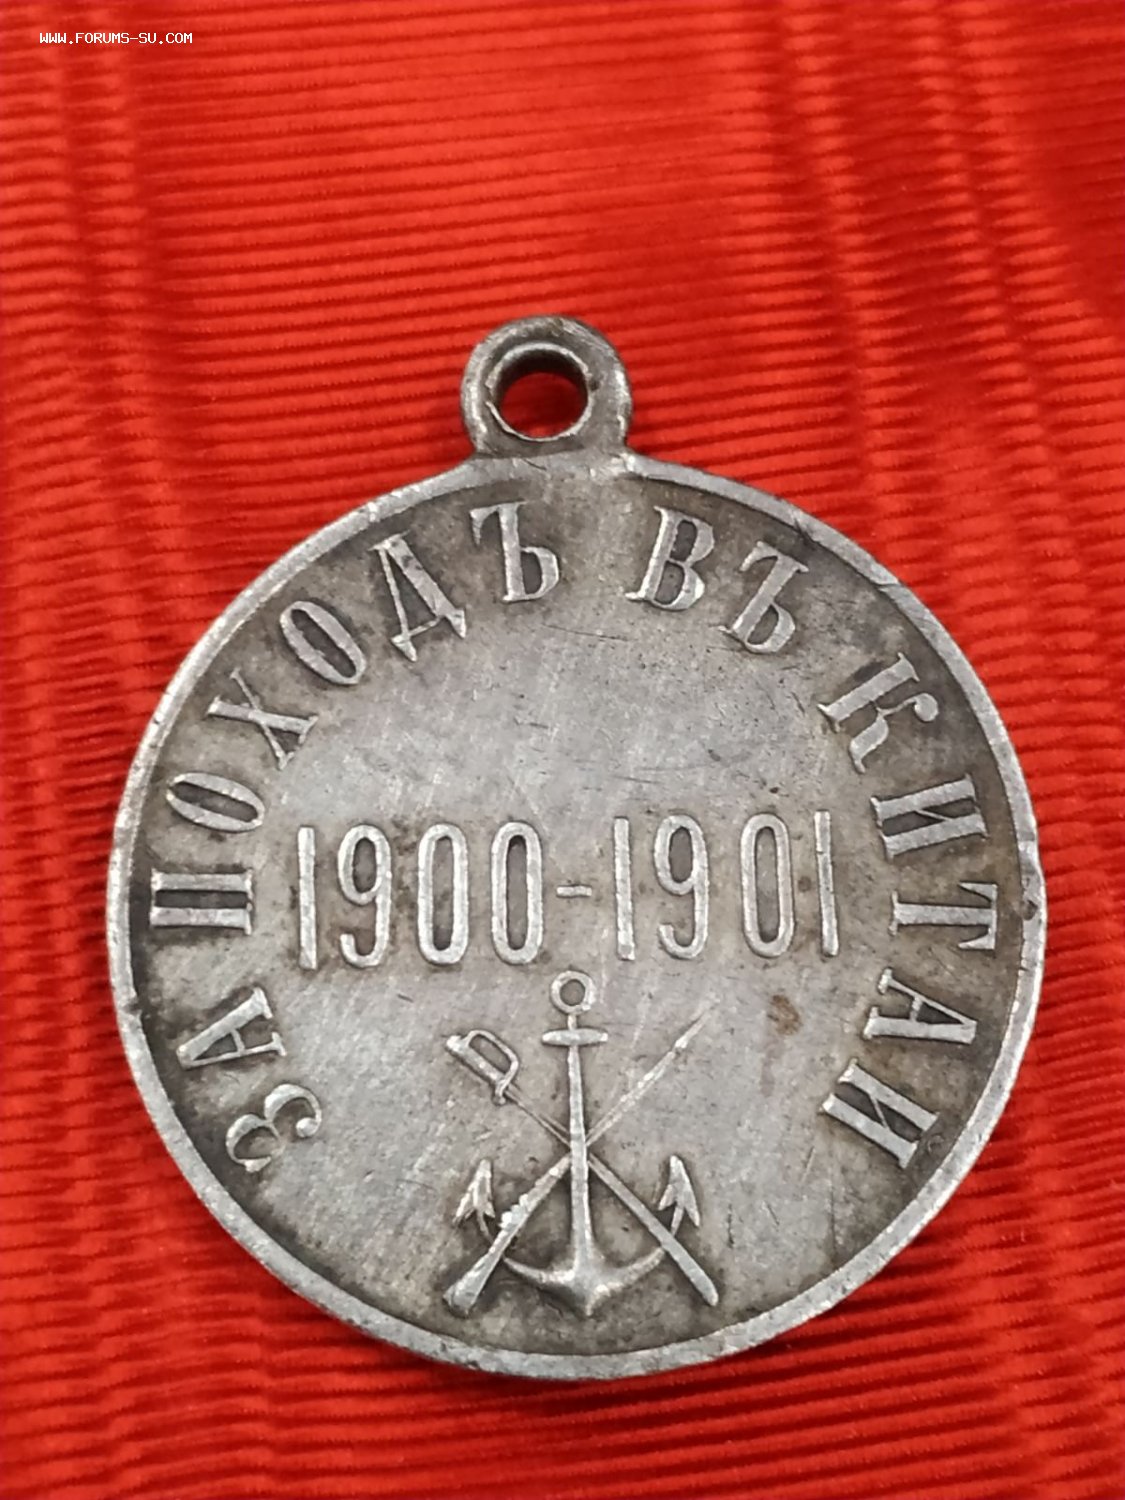 WWW.FORUMS-SU.COM
ЗА ПОХОДЪ ВЪ КИТАИ
1900-1901